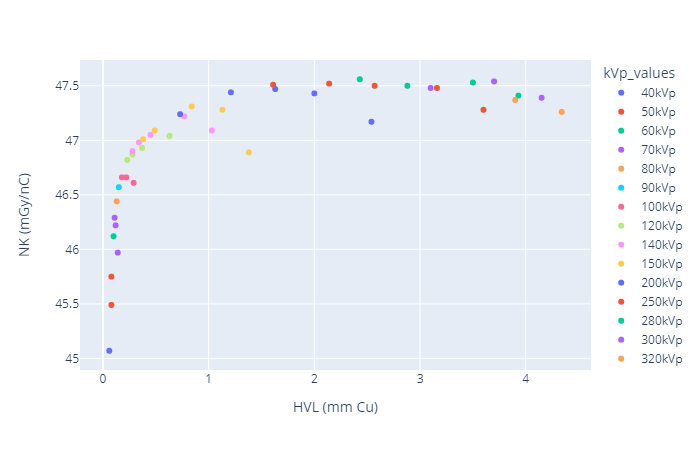 kVp_values
40kVp
50kVp
60kVp
70kVp
80kVp
90kVp
100kVp
120kVp
140kVp
150kVp
200kVp
250kVp
280kVp
300kVp
320kVp
NK (mGy/nC)
47.5
47
46.5
46
45.5
45
0 1 2 3 4
HVL (mm Cu)